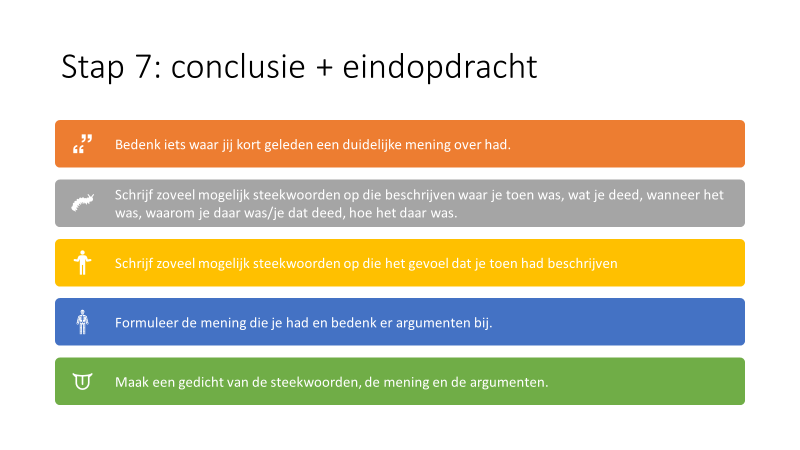 Stap 7: conclusie + eindopdracht
Bedenk iets waar jij kort geleden een duidelijke mening over had.
Schrijf zoveel mogelijk steekwoorden op die beschrijven waar je toen was, wat je deed, wanneer het
was, waarom je daar was/je dat deed, hoe het daar was.
Schrijf zoveel mogelijk steekwoorden op die het gevoel dat je toen had beschrijven
Formuleer de mening die je had en bedenk er argumenten bij.
Maak een gedicht van de steekwoorden, de mening en de argumenten.